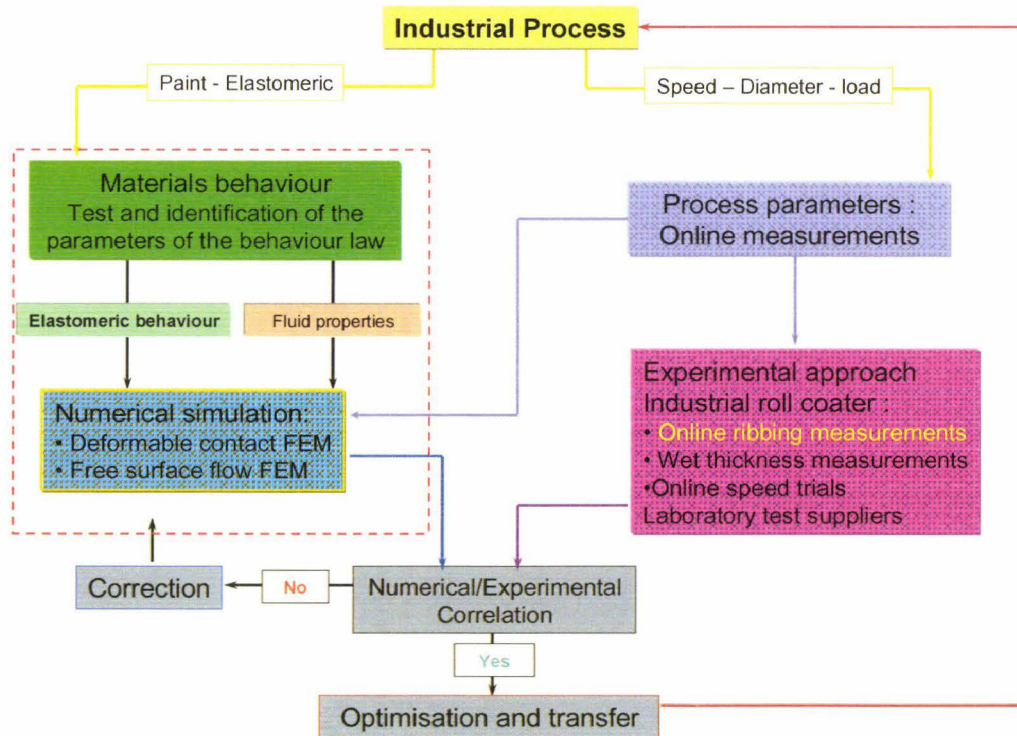 Industrial Process
Paint - Elastomeric
Speed – Diameter - load
Materials behaviour
Test and identification of the
parameters of the behaviour law
Process parameters :
Online measurements
Elastomeric behaviour
Fluid properties
Numerical simulation:
• Deformable contact FEM
• Free surface flow FEM
Experimental approach
Industrial roll coater :
• Online ribbing measurements
• Wet thickness measurements
•Online speed trials
Laboratory test suppliers
Correction
No
Numerical/Experimental
Correlation
Yes
Optimisation and transfer